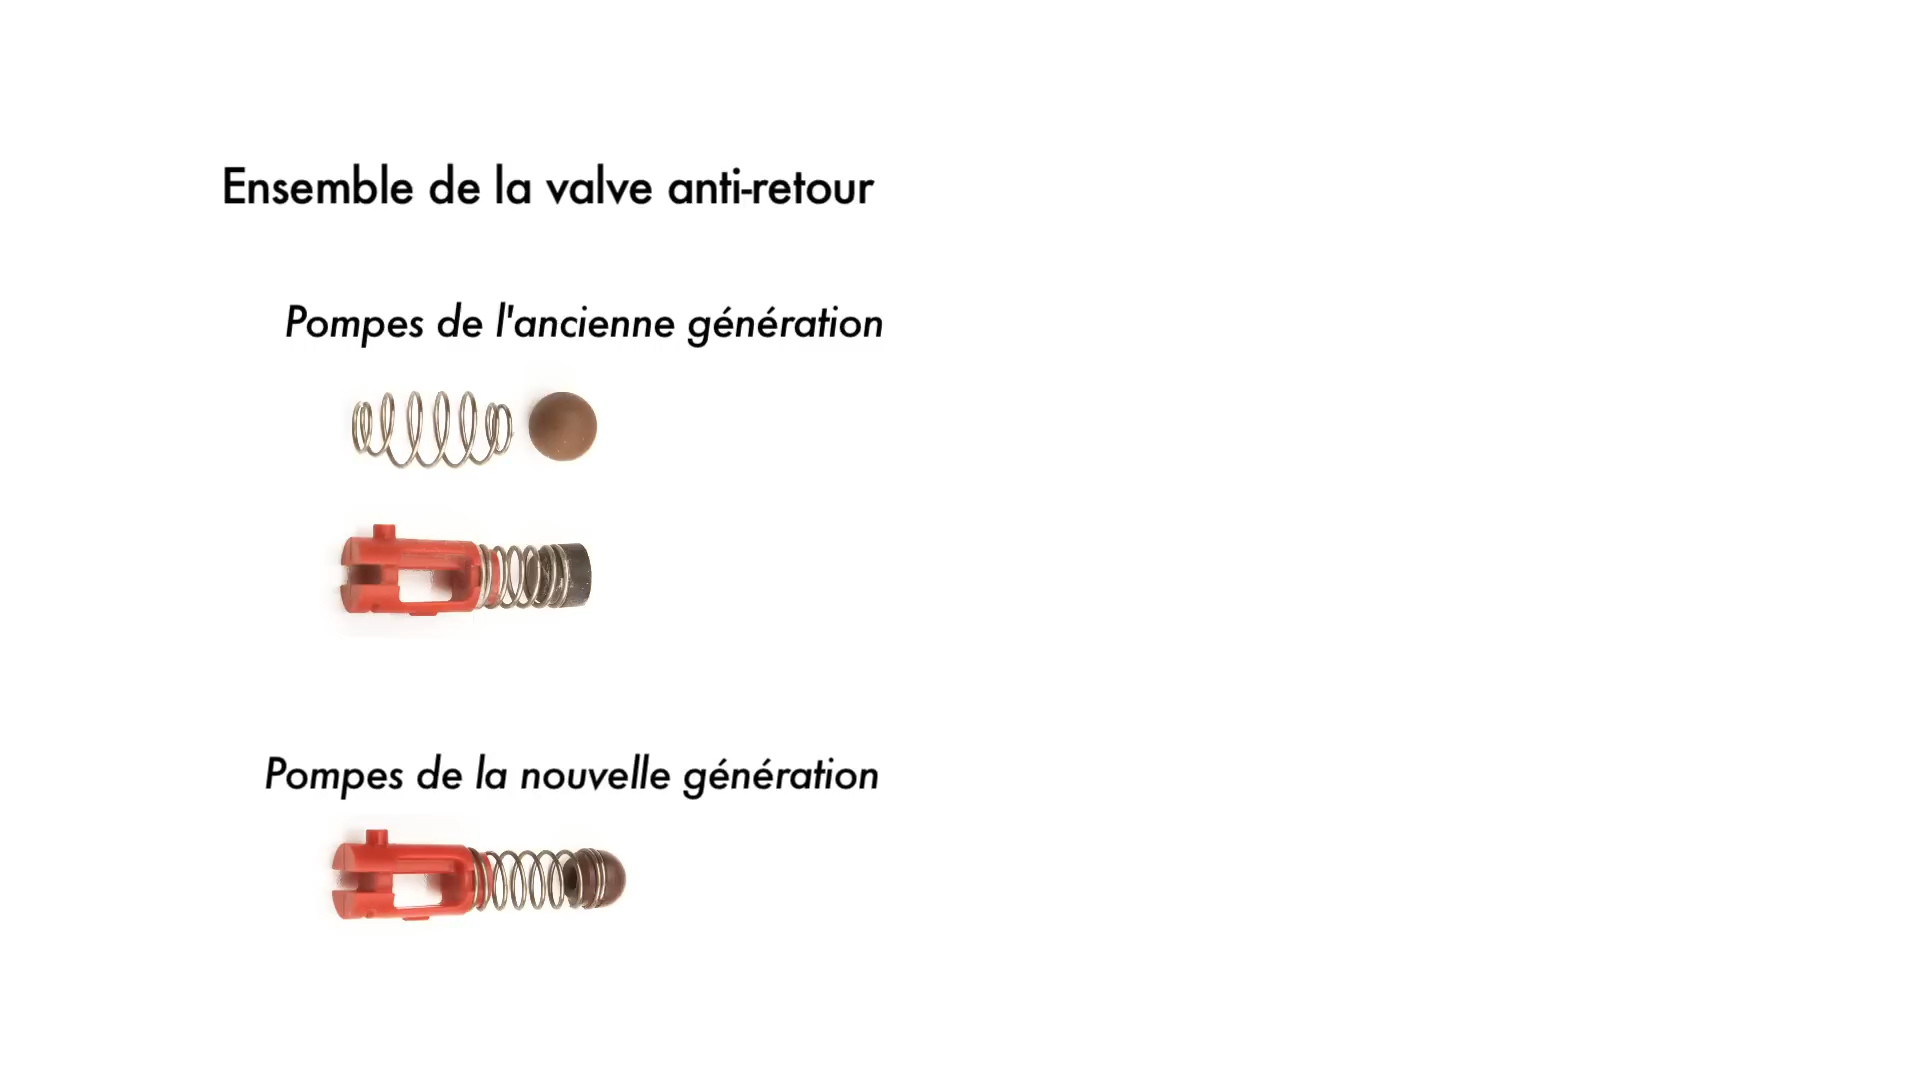 Ensemble de la valve anti-retour
Pompes de l'ancienne génération
Pompes de la nouvelle génération